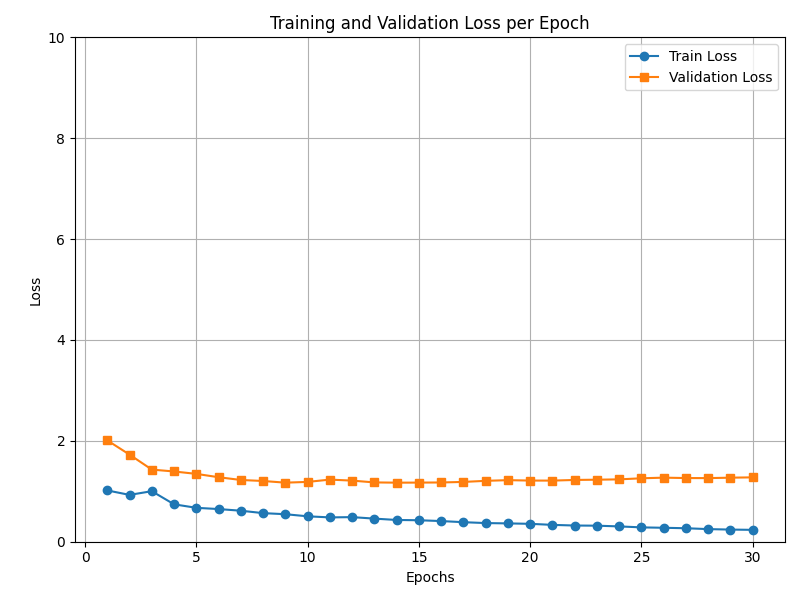 Training and Validation Loss per Epoch
Train Loss
Validation Loss
10
8
6
4
2
0
Loss
0 5 10 15 20 25 30
Epochs